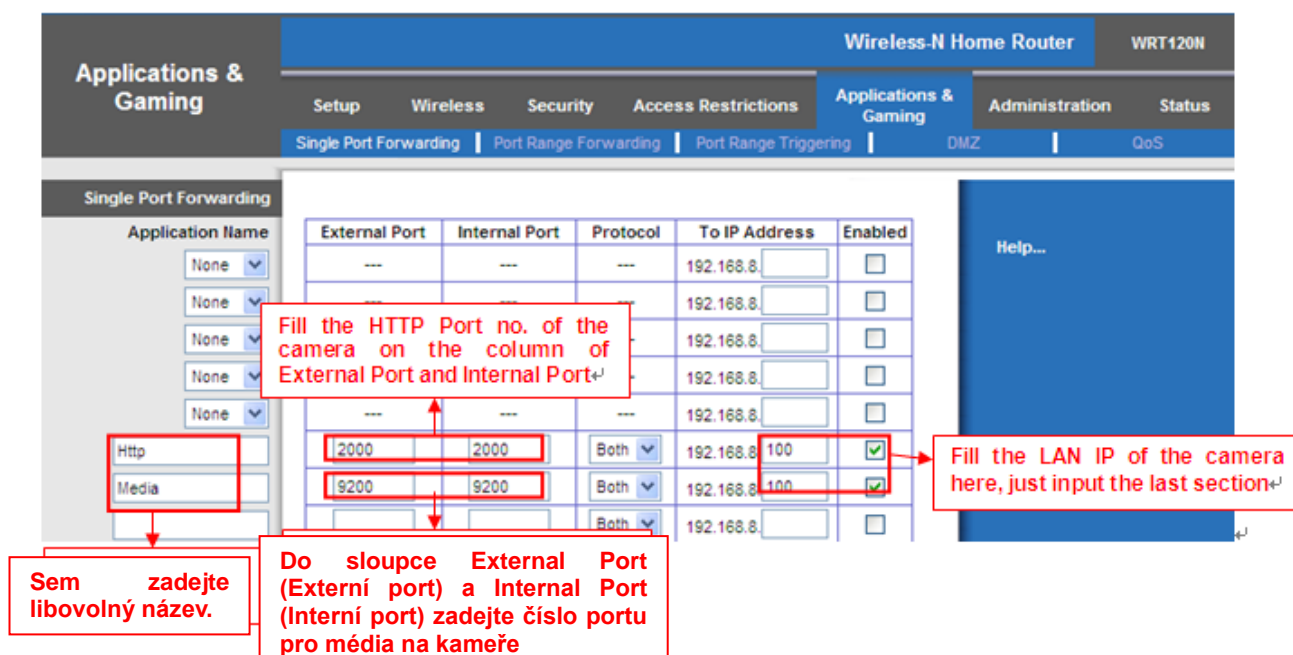 Wireless-N Home Router WRT120N
Applications &
Gaming
Setup Wireless Security Access Restrictions Applications & Gaming Administration Status
Single Port Forwarding Port Range Forwarding Port Range Triggering DMZ QoS
Single Port Forwarding
Application Name External Port Internal Port Protocol To IP Address Enabled
Help...
None --- --- --- 192.168.8.
None --- --- --- 192.168.8.
None 192.168.8.
None 192.168.8.
None --- --- --- 192.168.8.
Fill the HTTP Port no. of the
camera on the column of
External Port and Internal Port↵
Http 2000 2000 Both 192.168.8. 100
Media 9200 9200 Both 192.168.8. 100
Both 192.168.8.
Fill the LAN IP of the camera
here, just input the last section↵
↵
Sem zadejte
libovolný název.
Do sloupce External Port
(Externí port) a Internal Port
(Interní port) zadejte číslo portu
pro média na kameře